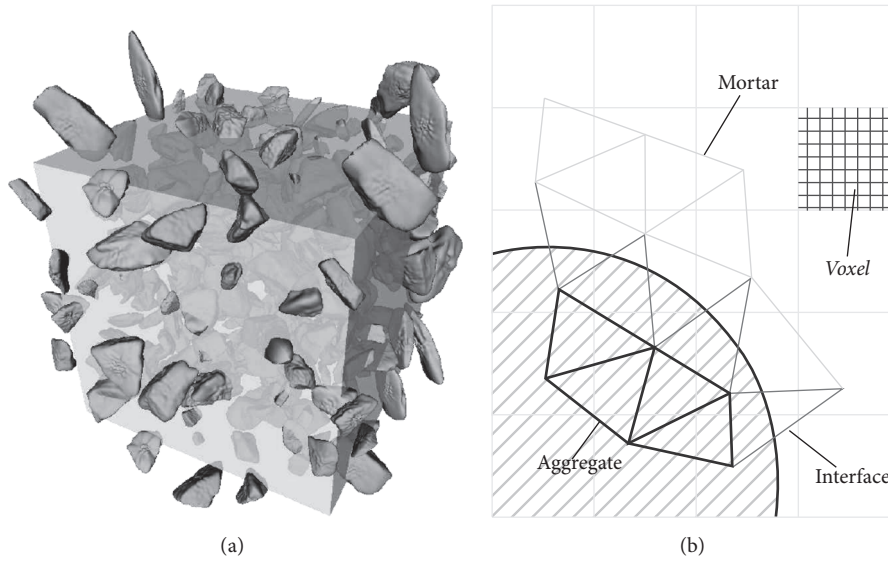 Mortar
Voxel
Aggregate
Interface
(a)
(b)